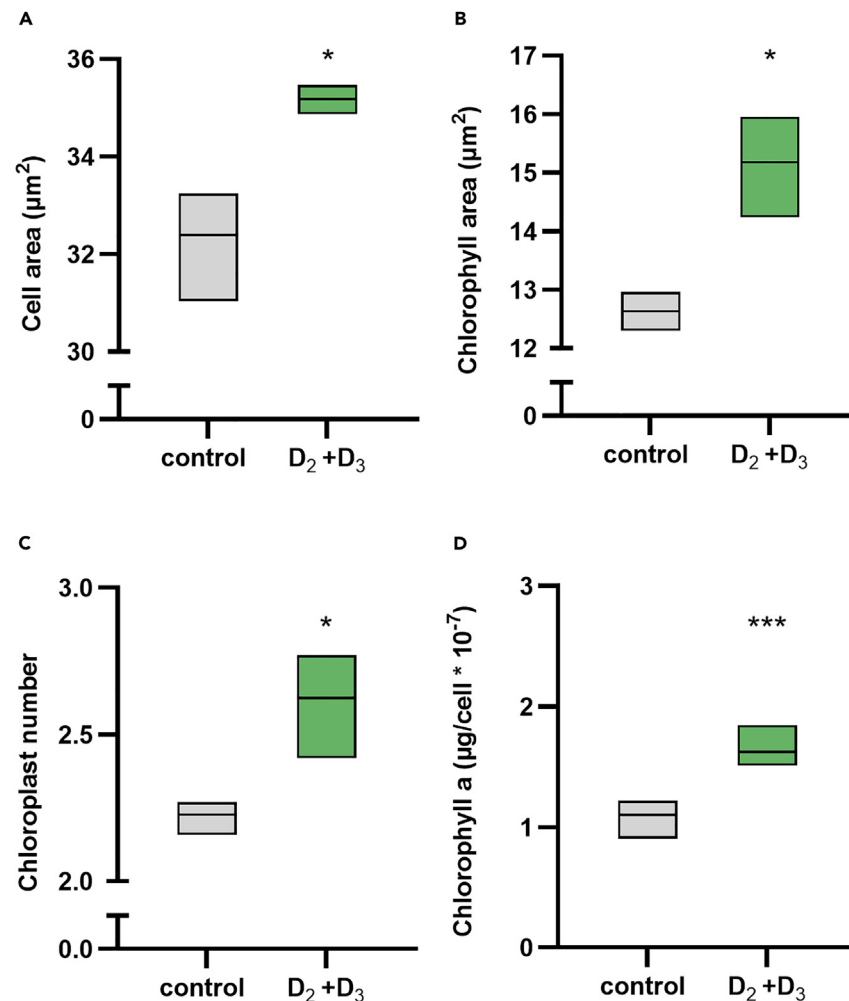 A
Cell area (µm²)
36
34
32
30
0
*
control
D₂ +D₃
B
Chlorophyll area (µm²)
17
16
15
14
13
12
0
*
control
D₂ +D₃
C
Chloroplast number
3.0
2.5
2.0
0.0
*
control
D₂ +D₃
D
Chlorophyll a (µg/cell * 10⁻⁷)
3
2
1
0
***
control
D₂ +D₃